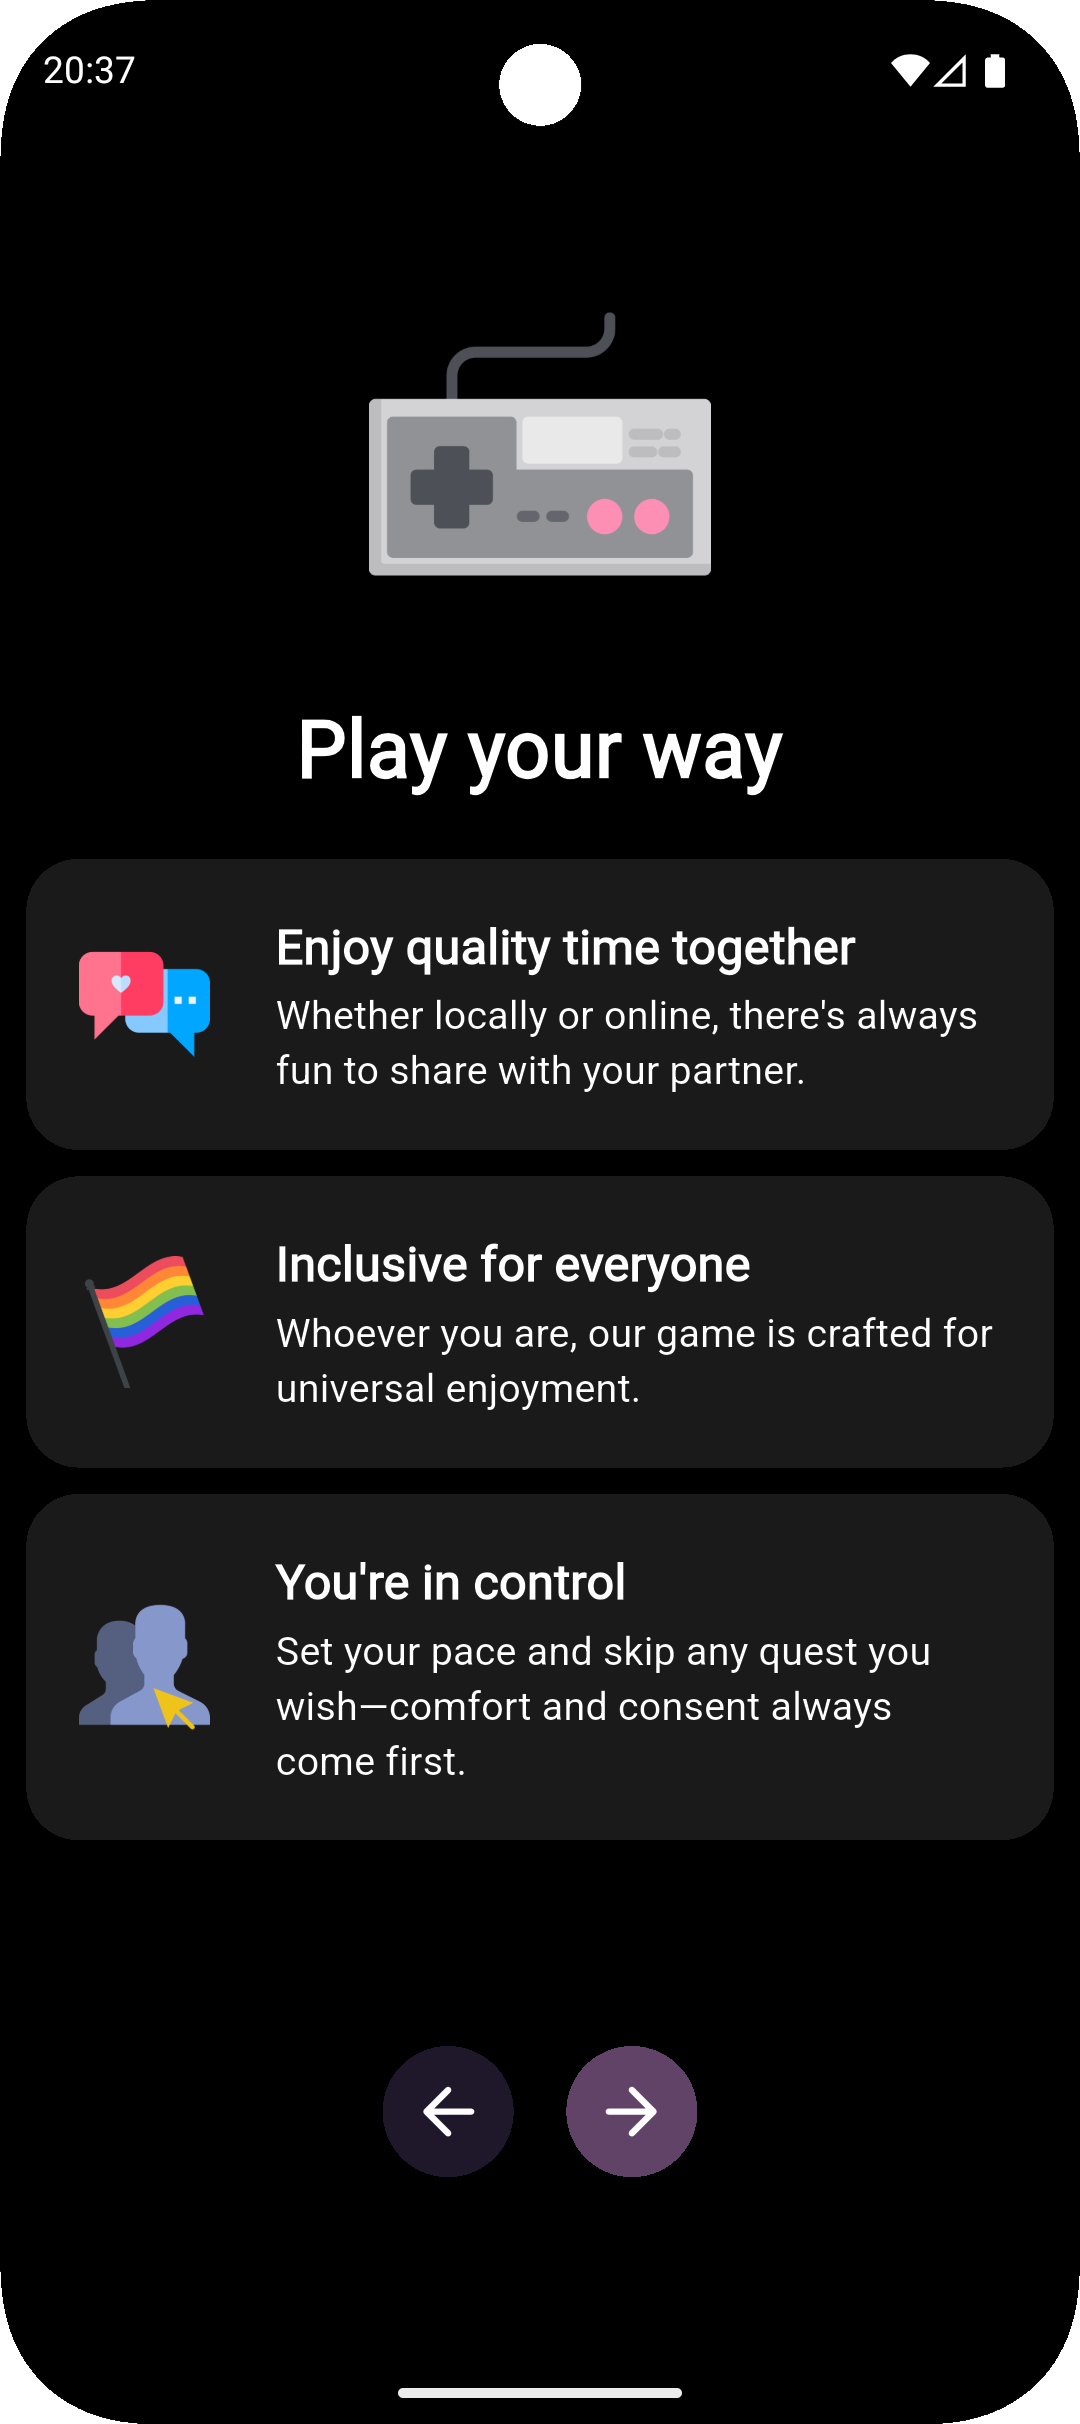 20:37
Play your way
Enjoy quality time together
Whether locally or online, there's always
fun to share with your partner.
Inclusive for everyone
Whoever you are, our game is crafted for
universal enjoyment.
You're in control
Set your pace and skip any quest you
wish—comfort and consent always
come first.